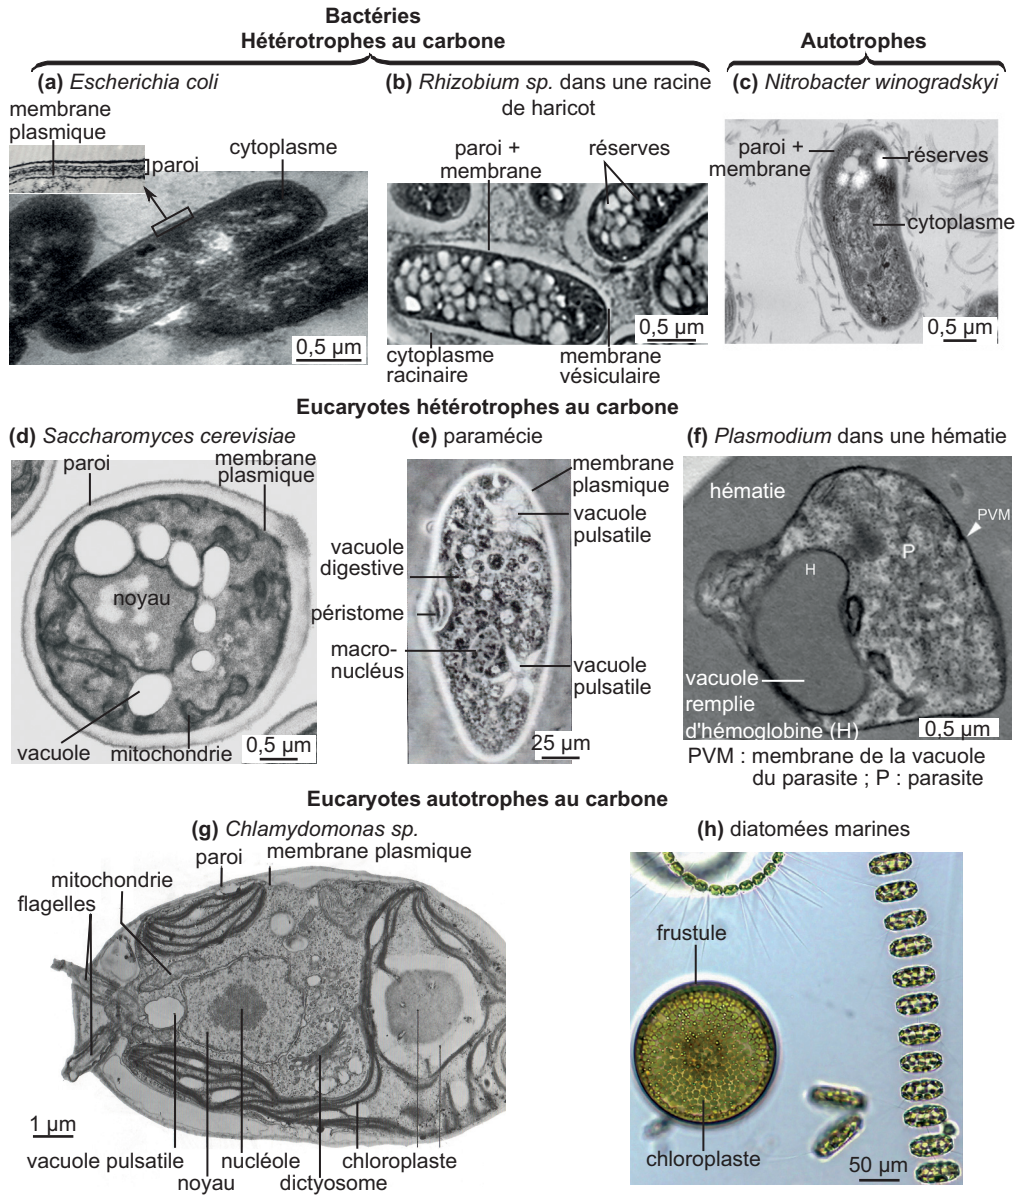 Bactéries
Hétérotrophes au carbone
Autotrophes
(a) Escherichia coli
(b) Rhizobium sp. dans une racine
de haricot
(c) Nitrobacter winogradskyi
membrane
plasmique
paroi
cytoplasme
0,5 µm
paroi +
membrane
réserves
cytoplasme
racinaire
membrane
vésiculaire
0,5 µm
paroi +
membrane
réserves
cytoplasme
0,5 µm
Eucaryotes hétérotrophes au carbone
(d) Saccharomyces cerevisiae
(e) paramécie
(f) Plasmodium dans une hématie
paroi
membrane
plasmique
noyau
vacuole
mitochondrie
0,5 µm
membrane
plasmique
vacuole
pulsatile
vacuole
digestive
péristome
macro-
nucléus
vacuole
pulsatile
25 µm
hématie
PVM
P
H
vacuole
remplie
d'hémoglobine (H)
0,5 µm
PVM : membrane de la vacuole
du parasite ; P : parasite
Eucaryotes autotrophes au carbone
(g) Chlamydomonas sp.
(h) diatomées marines
paroi
membrane plasmique
mitochondrie
flagelles
1 µm
vacuole pulsatile
noyau
nucléole
dictyosome
chloroplaste
frustule
chloroplaste
50 µm